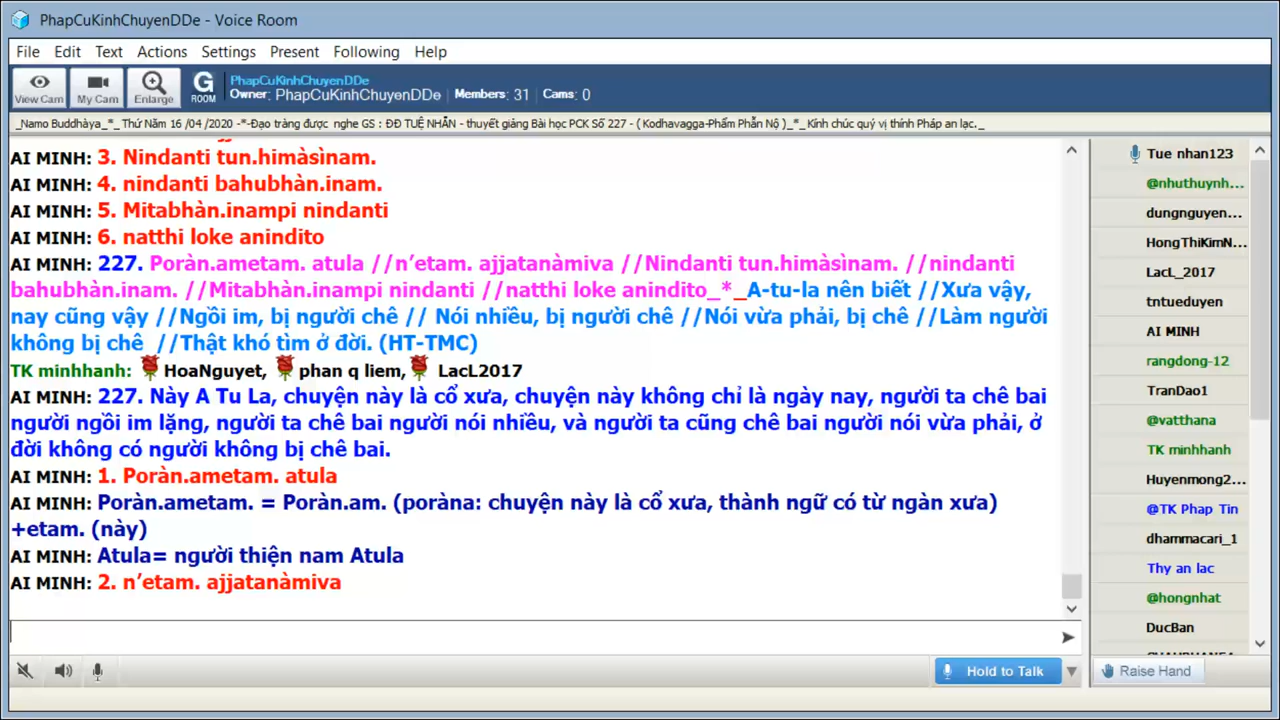 PhapCuKinhChuyenDDe - Voice Room
File Edit Text Actions Settings Present Following Help
View Cam
My Cam
Enlarge
G
ROOM
PhapCuKinhChuyenDDe
Owner: PhapCuKinhChuyenDDe Members: 31 Cams: 0
_Namo Buddhàya_*_ Thứ Năm 16 /04 /2020 -*-Đạo tràng được nghe GS : ĐĐ TUỆ NHẪN - thuyết giảng Bài học PCK Số 227 - ( Kodhavagga-Phẩm Phẫn Nộ )_*_ Kính chúc quý vị thính Pháp an lạc._
AI MINH: 3. Nindanti tun.himàsìnam.
AI MINH: 4. nindanti bahubhàn.inam.
AI MINH: 5. Mitabhàn.inampi nindanti
AI MINH: 6. natthi loke anindito
AI MINH: 227. Poràn.ametam. atula //n’etam. ajjatanàmiva //Nindanti tun.himàsìnam. //nindanti
bahubhàn.inam. //Mitabhàn.inampi nindanti //natthi loke anindito_*_A-tu-la nên biết //Xưa vậy,
nay cũng vậy //Ngồi im, bị người chê // Nói nhiều, bị người chê //Nói vừa phải, bị chê //Làm người
không bị chê //Thật khó tìm ở đời. (HT-TMC)
TK minhhanh: HoaNguyet, phan q liem, LacL2017
AI MINH: 227. Này A Tu La, chuyện này là cổ xưa, chuyện này không chỉ là ngày nay, người ta chê bai
người ngồi im lặng, người ta chê bai người nói nhiều, và người ta cũng chê bai người nói vừa phải, ở
đời không có người không bị chê bai.
AI MINH: 1. Poràn.ametam. atula
AI MINH: Poràn.ametam. = Poràn.am. (poràna: chuyện này là cổ xưa, thành ngữ có từ ngàn xưa)
+etam. (này)
AI MINH: Atula= người thiện nam Atula
AI MINH: 2. n’etam. ajjatanàmiva
Tue nhan123
@nhuthuynh...
dungnguyen...
HongThiKimN...
LacL_2017
tntueduyen
AI MINH
rangdong-12
TranDao1
@vatthana
TK minhhanh
Huyenmong2...
@TK Phap Tin
dhammacari_1
Thy an lac
@hongnhat
DucBan
Hold to Talk
Raise Hand